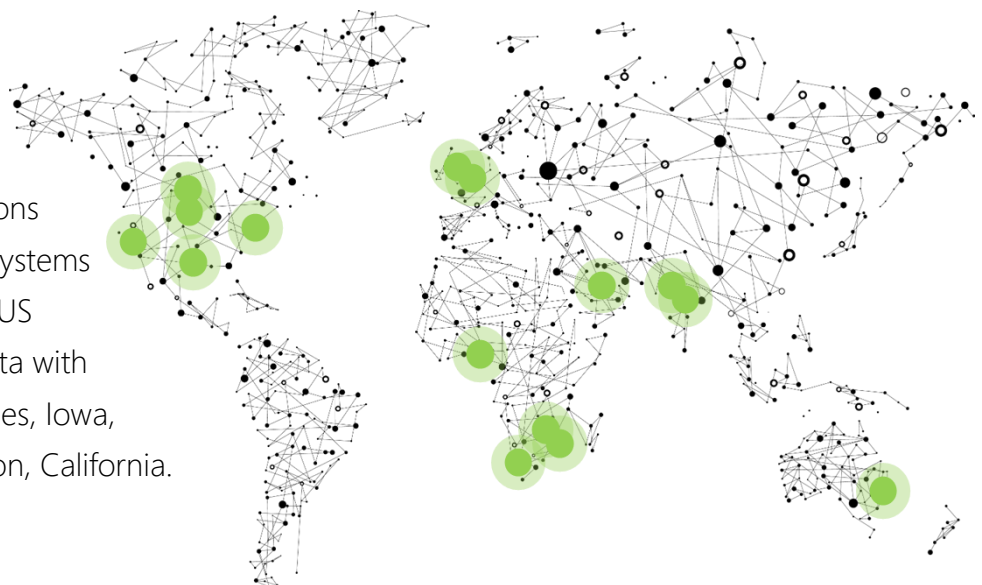 ons
ystems
US
ta with
es, Iowa,
on, California.